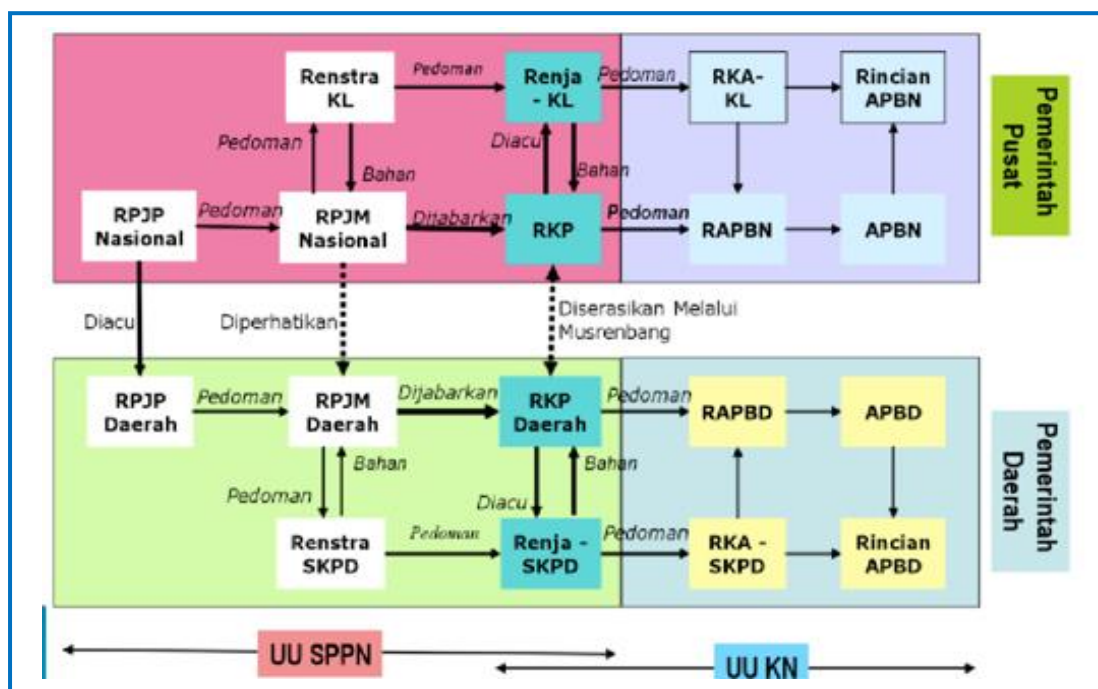 Renstra
KL
Pedoman
Renja
- KL
Pedoman
RKA-
KL
Rincian
APBN
Pemerintah
Pusat
Pedoman
Bahan
Diacu
Bahan
RPJP
Nasional
Pedoman
RPJM
Nasional
Dijabarkan
RKP
Pedoman
RAPBN
APBN
Diacu
Diperhatikan
Diserasikan Melalui
Musrenbang
RPJP
Daerah
Pedoman
RPJM
Daerah
Dijabarkan
RKP
Daerah
Pedoman
RAPBD
APBD
Pemerintah
Daerah
Pedoman
Bahan
Diacu
Bahan
Renstra
SKPD
Pedoman
Renja -
SKPD
Pedoman
RKA -
SKPD
Rincian
APBD
UU SPPN
UU KN